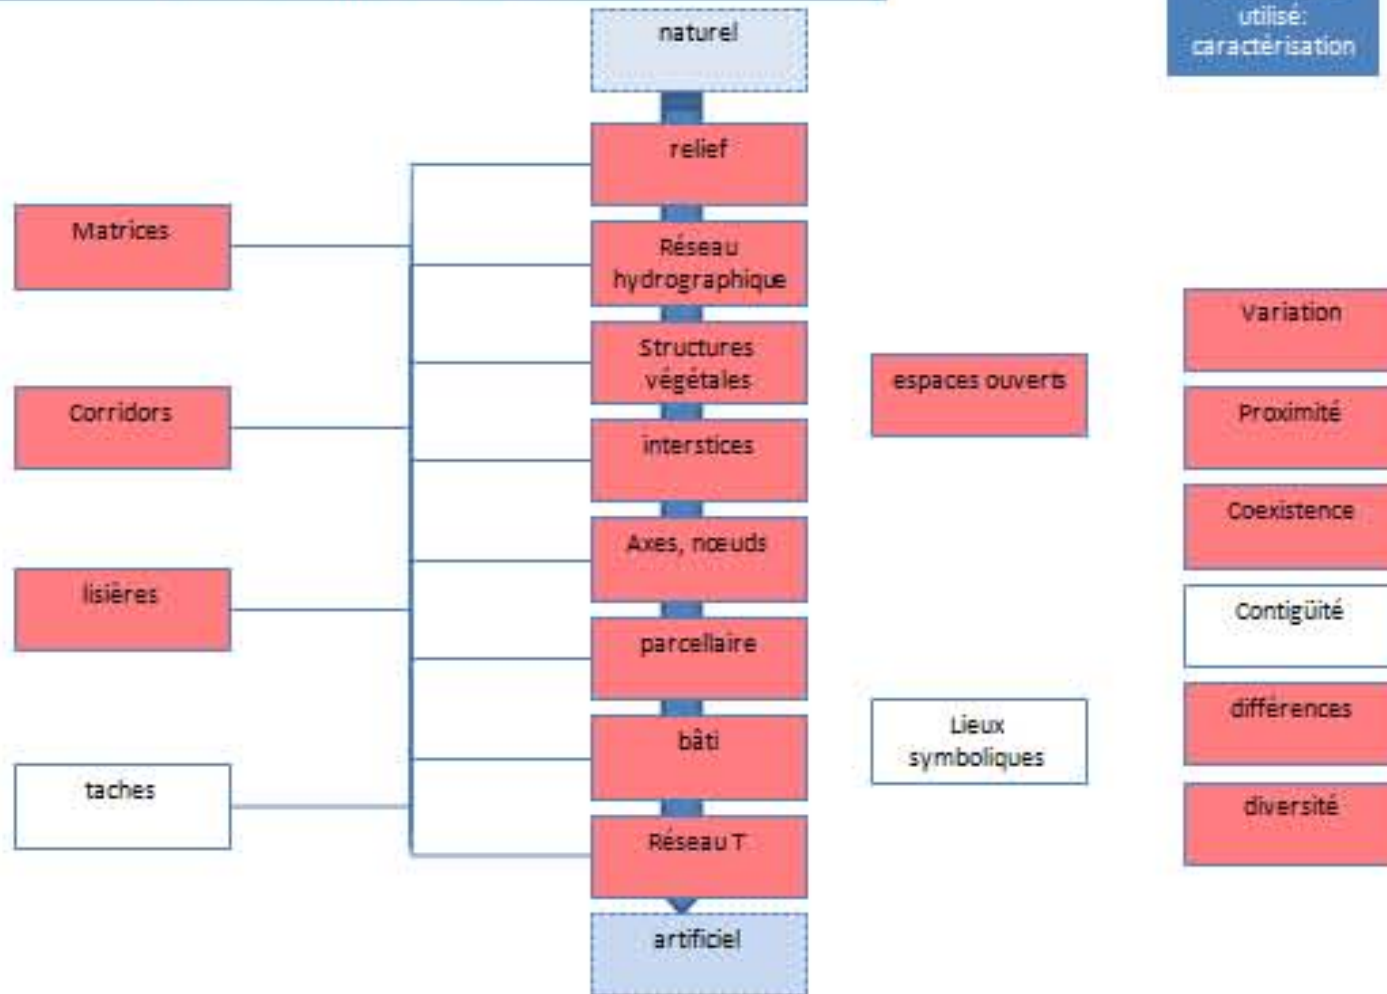 naturel
utilisé:
caractérisation
relief
Matrices
Réseau
hydrographique
Variation
Structures
végétales
espaces ouverts
Corridors
Proximité
interstices
Coexistence
Axes, nœuds
lisières
Contigüité
parcellaire
différences
Lieux
symboliques
bâti
taches
diversité
Réseau T
artificiel